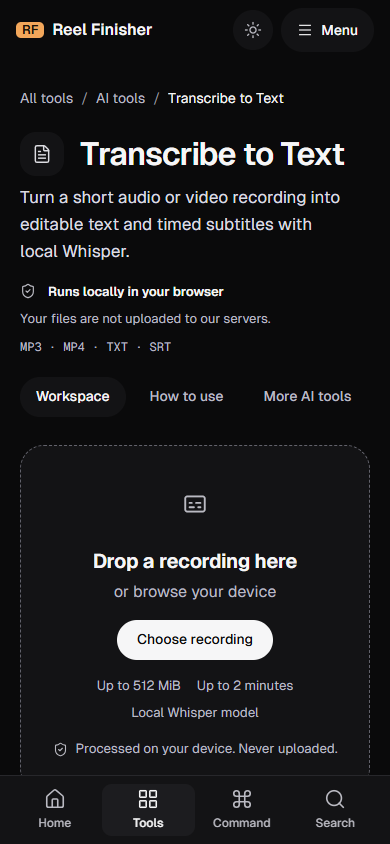 RF Reel Finisher
Menu
All tools / AI tools / Transcribe to Text
Transcribe to Text
Turn a short audio or video recording into
editable text and timed subtitles with
local Whisper.
Runs locally in your browser
Your files are not uploaded to our servers.
MP3 · MP4 · TXT · SRT
Workspace How to use More AI tools
Drop a recording here
or browse your device
Choose recording
Up to 512 MiB Up to 2 minutes
Local Whisper model
Processed on your device. Never uploaded.
Home Tools Command Search